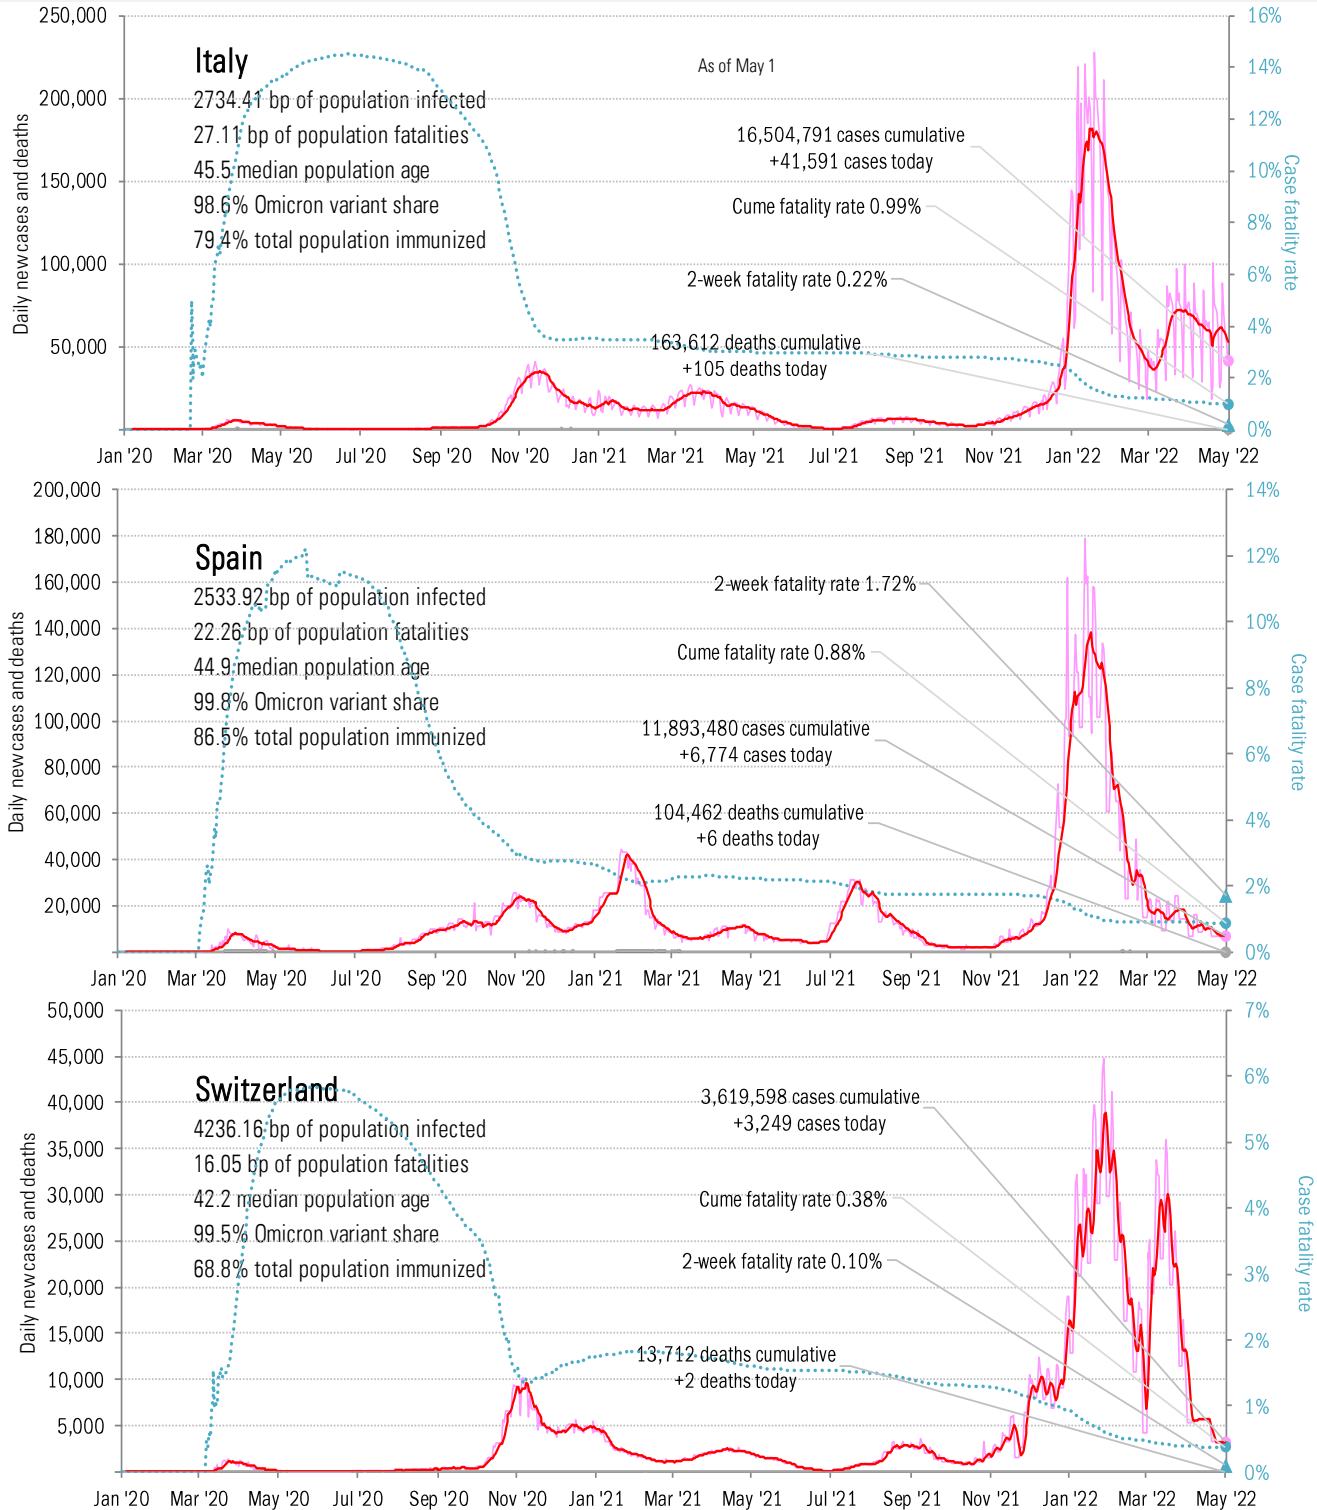 250,000
16%
Italy
As of May 1
14%
2734.41 bp of population infected
200,000
12%
27.11 bp of population fatalities
16,504,791 cases cumulative
+41,591 cases today
45.5 median population age
150,000
10%
98.6% Omicron variant share
Cume fatality rate 0.99%
8%
79.4% total population immunized
100,000
6%
2-week fatality rate 0.22%
50,000
4%
163,612 deaths cumulative
+105 deaths today
2%
0%
Daily new cases and deaths
Case fatality rate
Jan '20 Mar '20 May '20 Jul '20 Sep '20 Nov '20 Jan '21 Mar '21 May '21 Jul '21 Sep '21 Nov '21 Jan '22 Mar '22 May '22
200,000
14%
180,000
Spain
12%
160,000
2-week fatality rate 1.72%
2533.92 bp of population infected
140,000
10%
22.26 bp of population fatalities
Cume fatality rate 0.88%
44.9 median population age
120,000
8%
99.8% Omicron variant share
100,000
11,893,480 cases cumulative
+6,774 cases today
86.5% total population immunized
6%
80,000
60,000
104,462 deaths cumulative
+6 deaths today
4%
40,000
2%
20,000
0%
Daily new cases and deaths
Case fatality rate
Jan '20 Mar '20 May '20 Jul '20 Sep '20 Nov '20 Jan '21 Mar '21 May '21 Jul '21 Sep '21 Nov '21 Jan '22 Mar '22 May '22
50,000
7%
45,000
6%
Switzerland
3,619,598 cases cumulative
+3,249 cases today
40,000
4236.16 bp of population infected
35,000
5%
16.05 bp of population fatalities
30,000
42.2 median population age
Cume fatality rate 0.38%
4%
99.5% Omicron variant share
25,000
2-week fatality rate 0.10%
68.8% total population immunized
3%
20,000
15,000
2%
13,712 deaths cumulative
+2 deaths today
10,000
1%
5,000
0%
Daily new cases and deaths
Case fatality rate
Jan '20 Mar '20 May '20 Jul '20 Sep '20 Nov '20 Jan '21 Mar '21 May '21 Jul '21 Sep '21 Nov '21 Jan '22 Mar '22 May '22